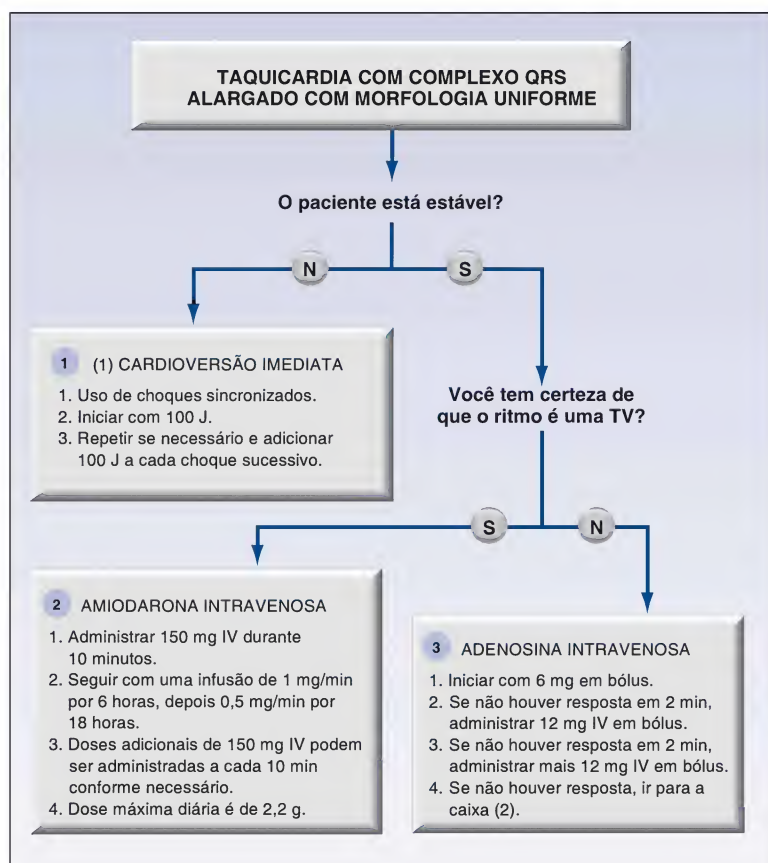 TAQUICARDIA COM COMPLEXO QRS
ALARGADO COM MORFOLOGIA UNIFORME
O paciente está estável?
N
S
1 (1) CARDIOVERSÃO IMEDIATA
1. Uso de choques sincronizados.
2. Iniciar com 100 J.
3. Repetir se necessário e adicionar
100 J a cada choque sucessivo.
Você tem certeza de
que o ritmo é uma TV?
S
N
2 AMIODARONA INTRAVENOSA
1. Administrar 150 mg IV durante
10 minutos.
2. Seguir com uma infusão de 1 mg/min
por 6 horas, depois 0,5 mg/min por
18 horas.
3. Doses adicionais de 150 mg IV podem
ser administradas a cada 10 min
conforme necessário.
4. Dose máxima diária é de 2,2 g.
3 ADENOSINA INTRAVENOSA
1. Iniciar com 6 mg em bólus.
2. Se não houver resposta em 2 min,
administrar 12 mg IV em bólus.
3. Se não houver resposta em 2 min,
administrar mais 12 mg IV em bólus.
4. Se não houver resposta, ir para a
caixa (2).